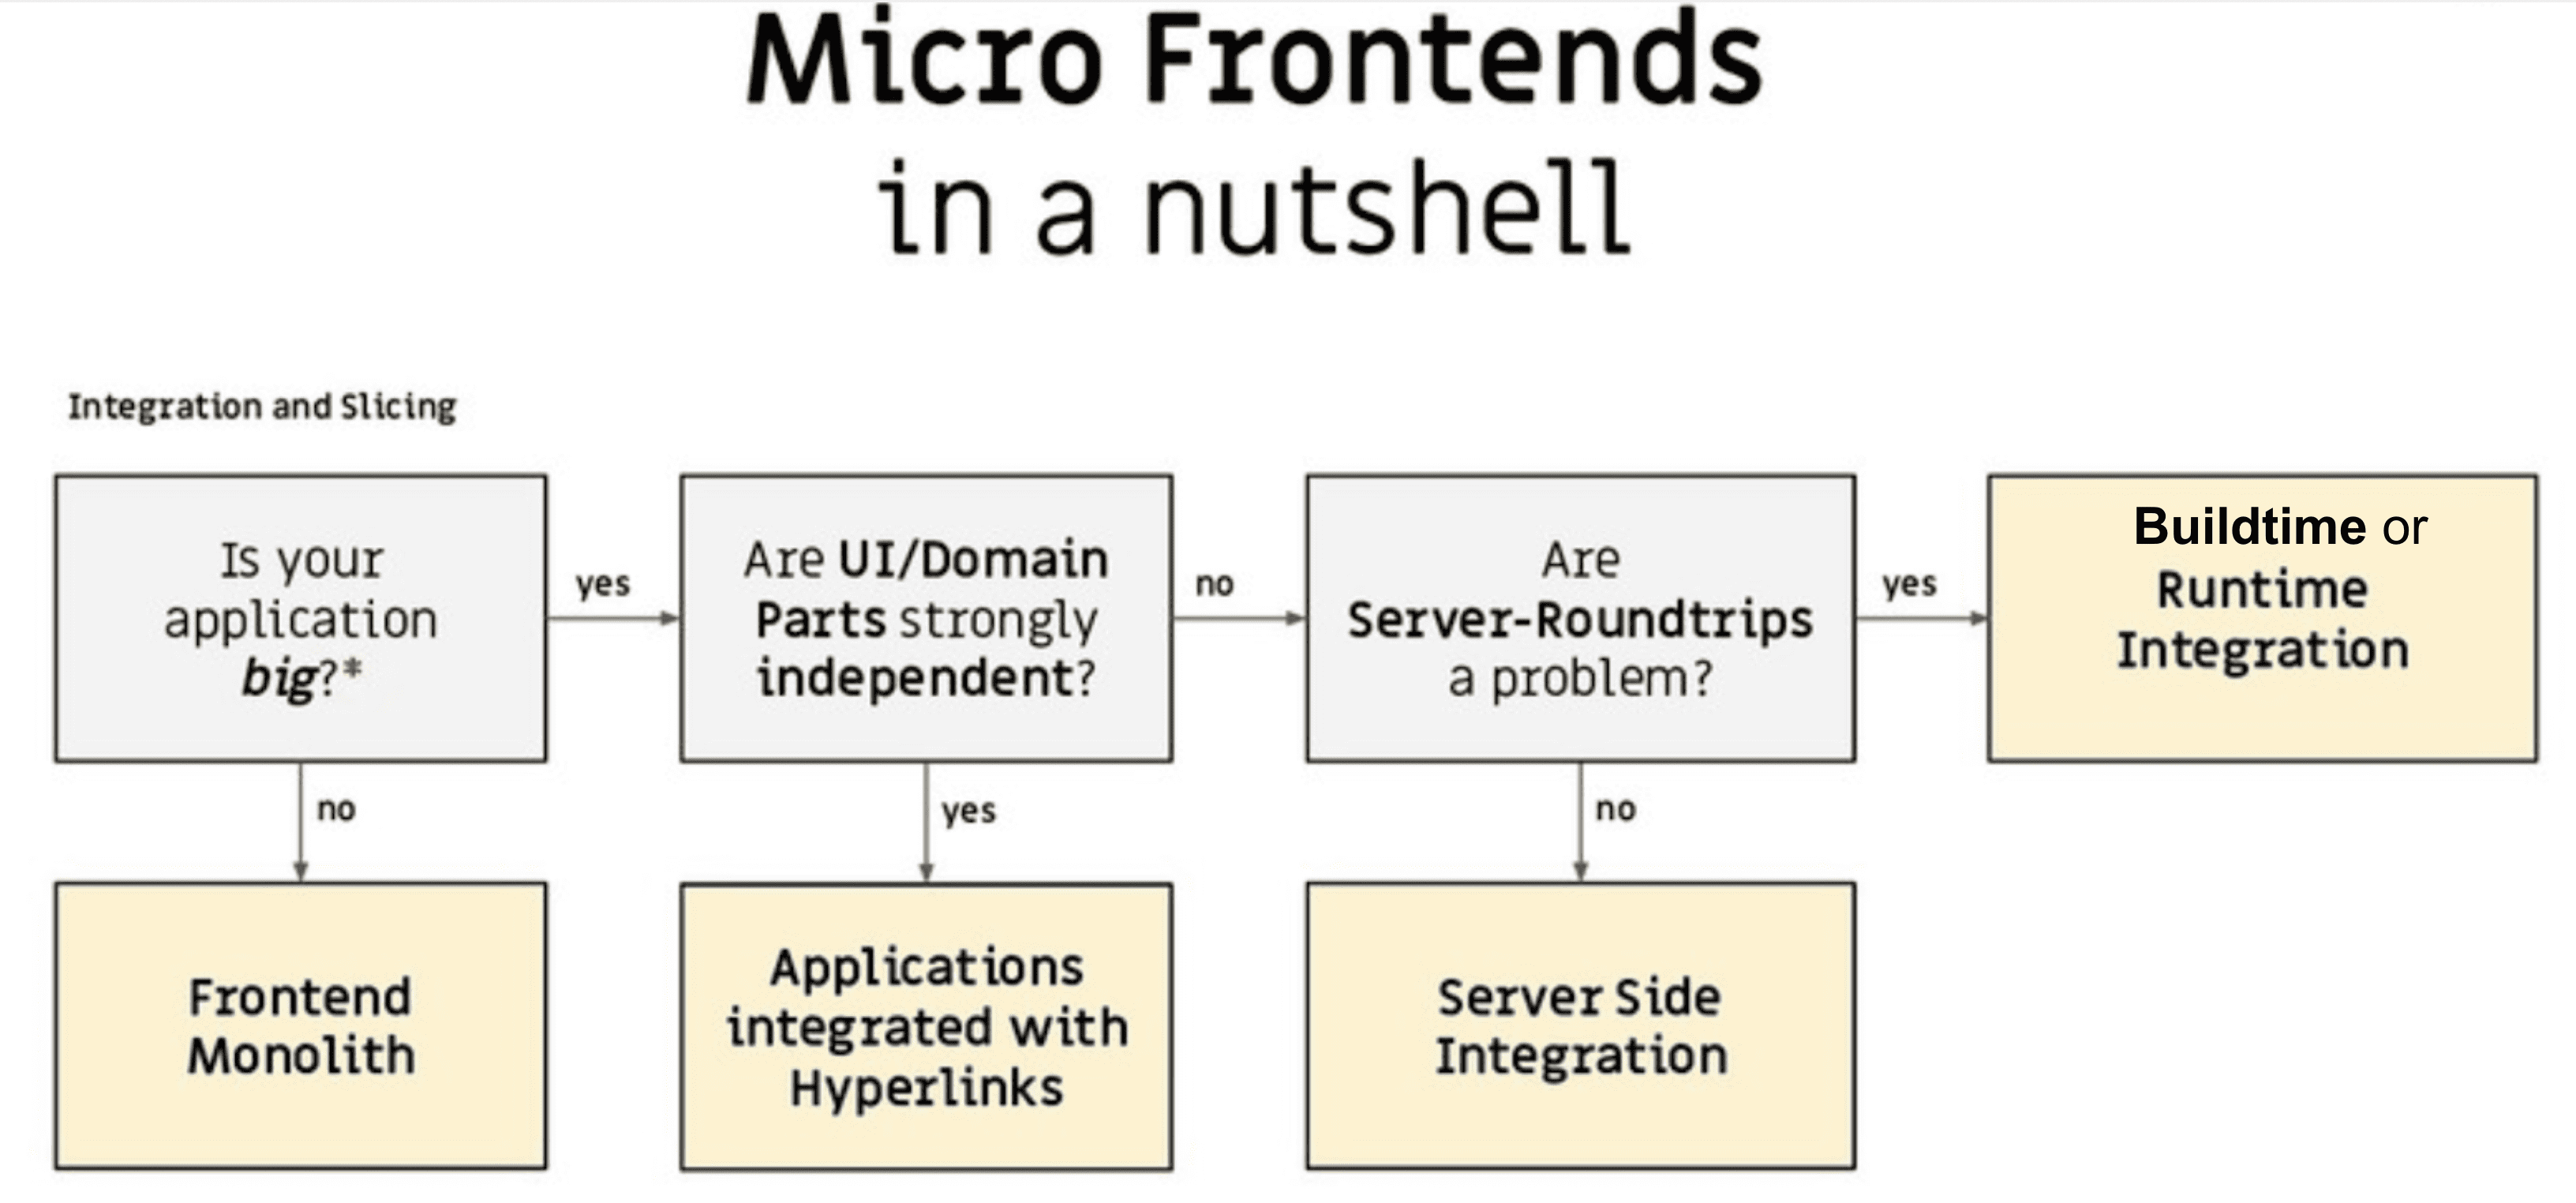 Micro Frontends
in a nutshell
Integration and Slicing
Is your
application
big?*
yes
Are UI/Domain
Parts strongly
independent?
no
Are
Server-Roundtrips
a problem?
yes
Buildtime or
Runtime
Integration
no
yes
no
Frontend
Monolith
Applications
integrated with
Hyperlinks
Server Side
Integration